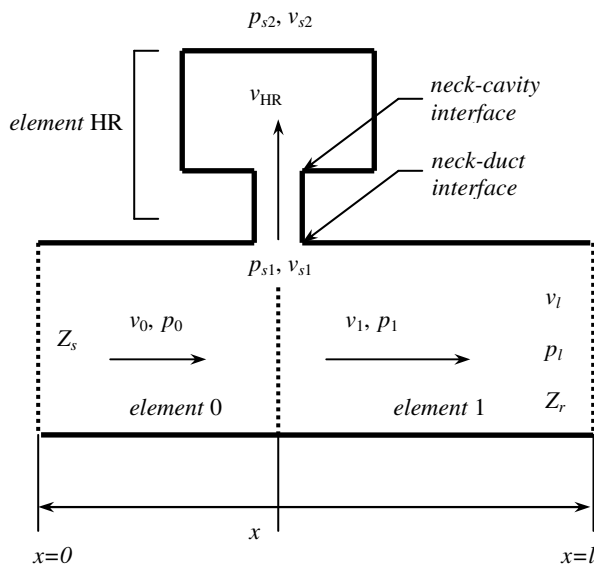 p_{s2}, v_{s2}
v_{HR}
neck-cavity
interface
element HR
neck-duct
interface
p_{s1}, v_{s1}
v_0, p_0
v_1, p_1
v_l
Z_s
p_l
Z_r
element 0
element 1
x
x=0
x=l